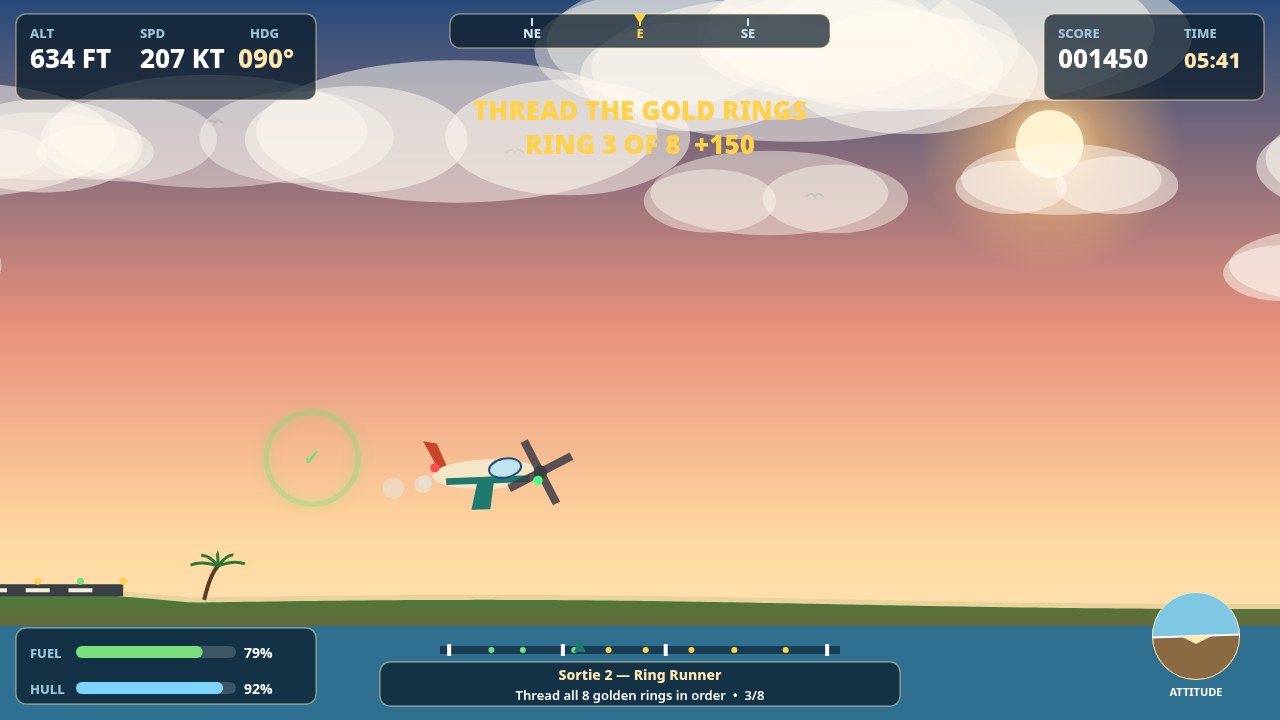 ALT SPD HDG
634 FT 207 KT 090°
NE E SE
SCORE TIME
001450 05:41
THREAD THE GOLD RINGS
RING 3 OF 8 +150
✓
FUEL 79%
HULL 92%
Sortie 2 — Ring Runner
Thread all 8 golden rings in order • 3/8
ATTITUDE